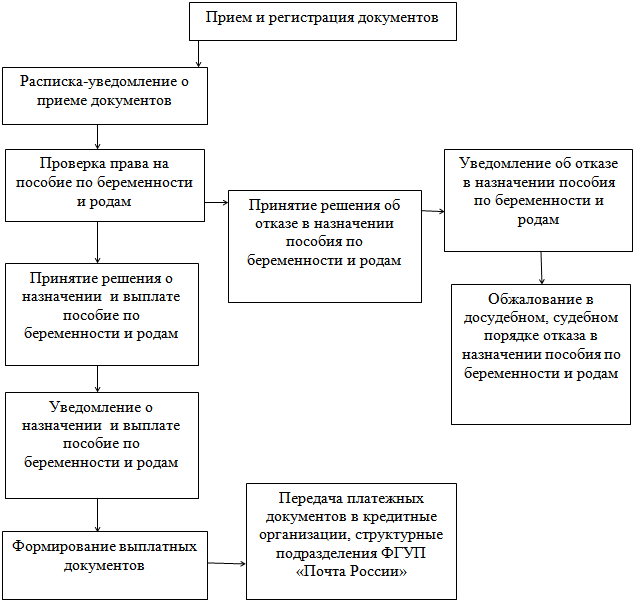 Прием и регистрация документов
Расписка-уведомление о
приеме документов
Проверка права на
пособие по беременности
и родам
Принятие решения об
отказе в назначении
пособия по
беременности и родам
Уведомление об отказе
в назначении пособия
по беременности и
родам
Обжалование в
досудебном, судебном
порядке отказа в
назначении пособия по
беременности и родам
Принятие решения о
назначении и выплате
пособие по
беременности и родам
Уведомление о
назначении и выплате
пособие по
беременности и родам
Формирование выплатных
документов
Передача платежных
документов в кредитные
организации, структурные
подразделения ФГУП
«Почта России»